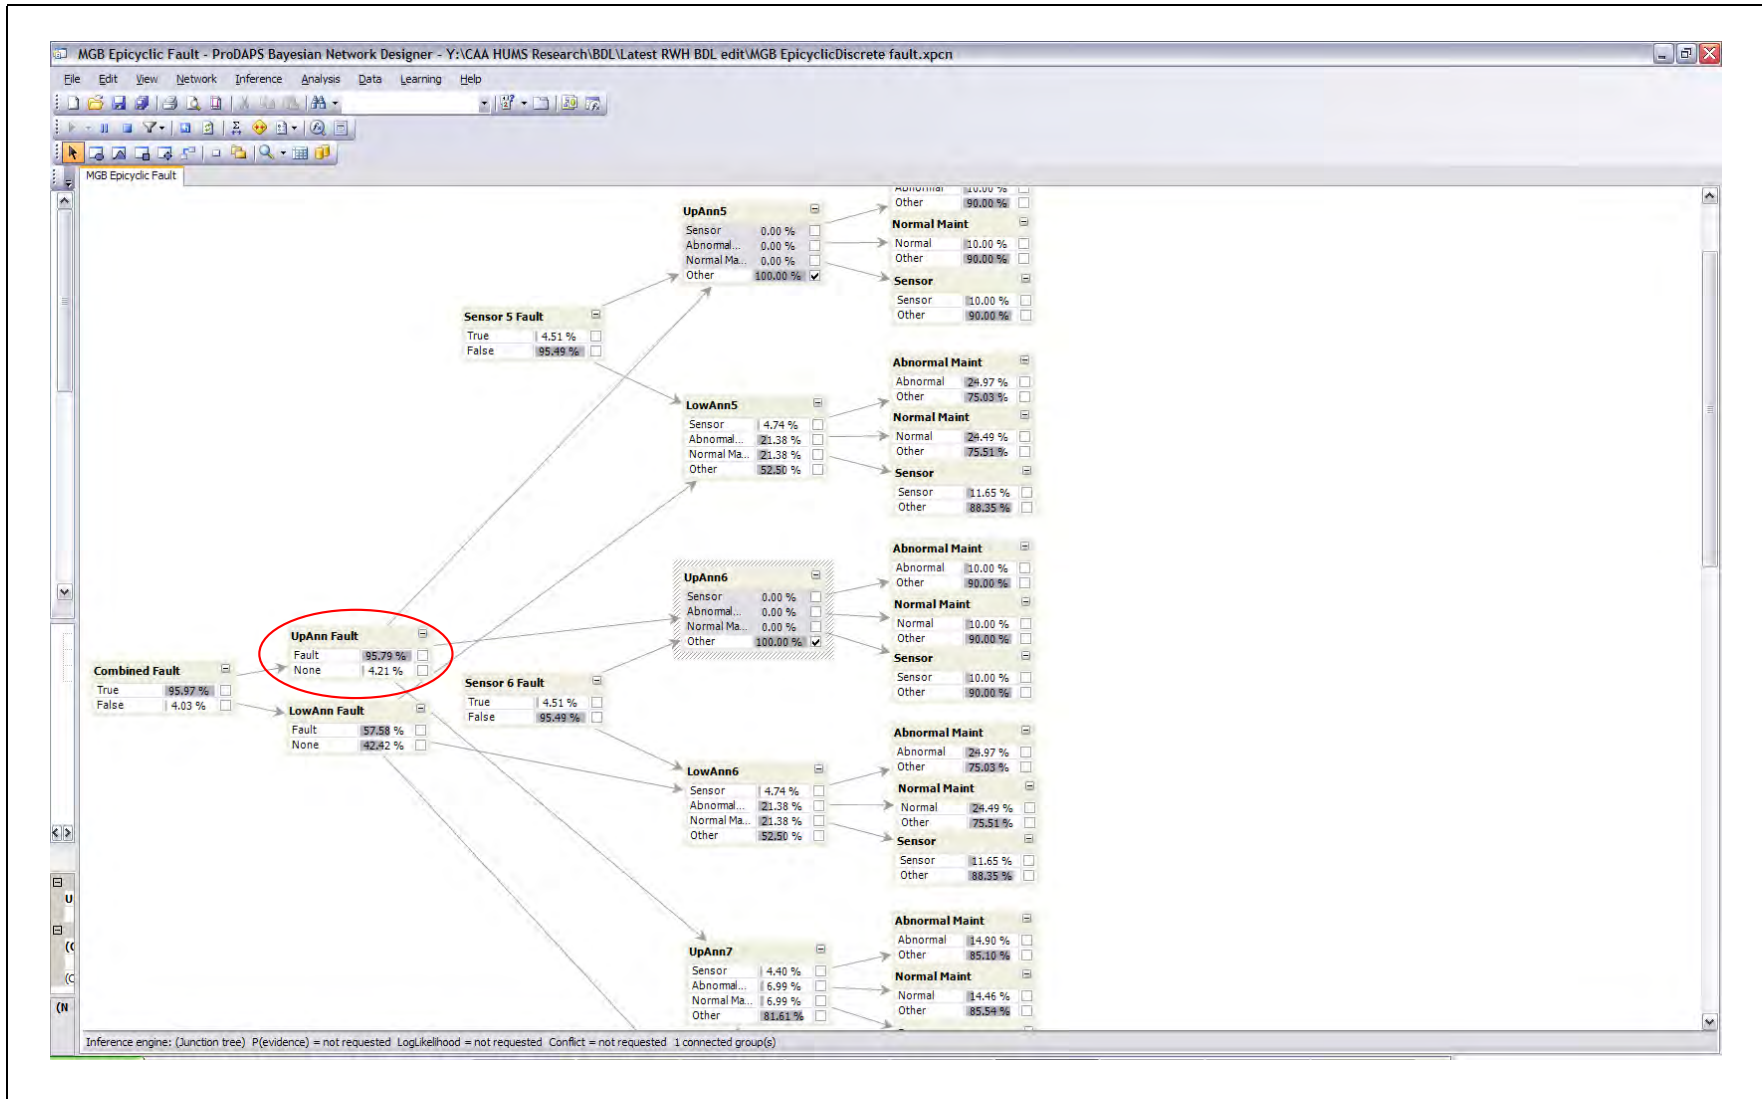 MGB Epicyclic Fault - ProDAPS Bayesian Network Designer - Y:\CAA HUMS Research\BDL\Latest RWH BDL edit\MGB EpicyclicDiscrete fault.xpcn
File Edit View Network Inference Analysis Data Learning Help
MGB Epicyclic Fault
Abnormal 10.00 %
Other 90.00 %
Normal Maint
Normal 10.00 %
Other 90.00 %
Sensor
Sensor 10.00 %
Other 90.00 %
UpAnn5
Sensor 0.00 %
Abnormal... 0.00 %
Normal Ma... 0.00 %
Other 100.00 %
Sensor 5 Fault
True 4.51 %
False 95.49 %
Abnormal Maint
Abnormal 24.97 %
Other 75.03 %
Normal Maint
Normal 24.49 %
Other 75.51 %
Sensor
Sensor 11.65 %
Other 88.35 %
LowAnn5
Sensor 4.74 %
Abnormal... 21.38 %
Normal Ma... 21.38 %
Other 52.50 %
Abnormal Maint
Abnormal 10.00 %
Other 90.00 %
Normal Maint
Normal 10.00 %
Other 90.00 %
Sensor
Sensor 10.00 %
Other 90.00 %
UpAnn6
Sensor 0.00 %
Abnormal... 0.00 %
Normal Ma... 0.00 %
Other 100.00 %
UpAnn Fault
Fault 95.79 %
None 4.21 %
Combined Fault
True 95.97 %
False 4.03 %
LowAnn Fault
Fault 57.58 %
None 42.42 %
Sensor 6 Fault
True 4.51 %
False 95.49 %
Abnormal Maint
Abnormal 24.97 %
Other 75.03 %
Normal Maint
Normal 24.49 %
Other 75.51 %
Sensor
Sensor 11.65 %
Other 88.35 %
LowAnn6
Sensor 4.74 %
Abnormal... 21.38 %
Normal Ma... 21.38 %
Other 52.50 %
Abnormal Maint
Abnormal 14.90 %
Other 85.10 %
Normal Maint
Normal 14.46 %
Other 85.54 %
UpAnn7
Sensor 4.40 %
Abnormal... 6.99 %
Normal Ma... 6.99 %
Other 81.61 %
U
(C
(N
Inference engine: (Junction tree) P(evidence) = not requested LogLikelihood = not requested Conflict = not requested 1 connected group(s)